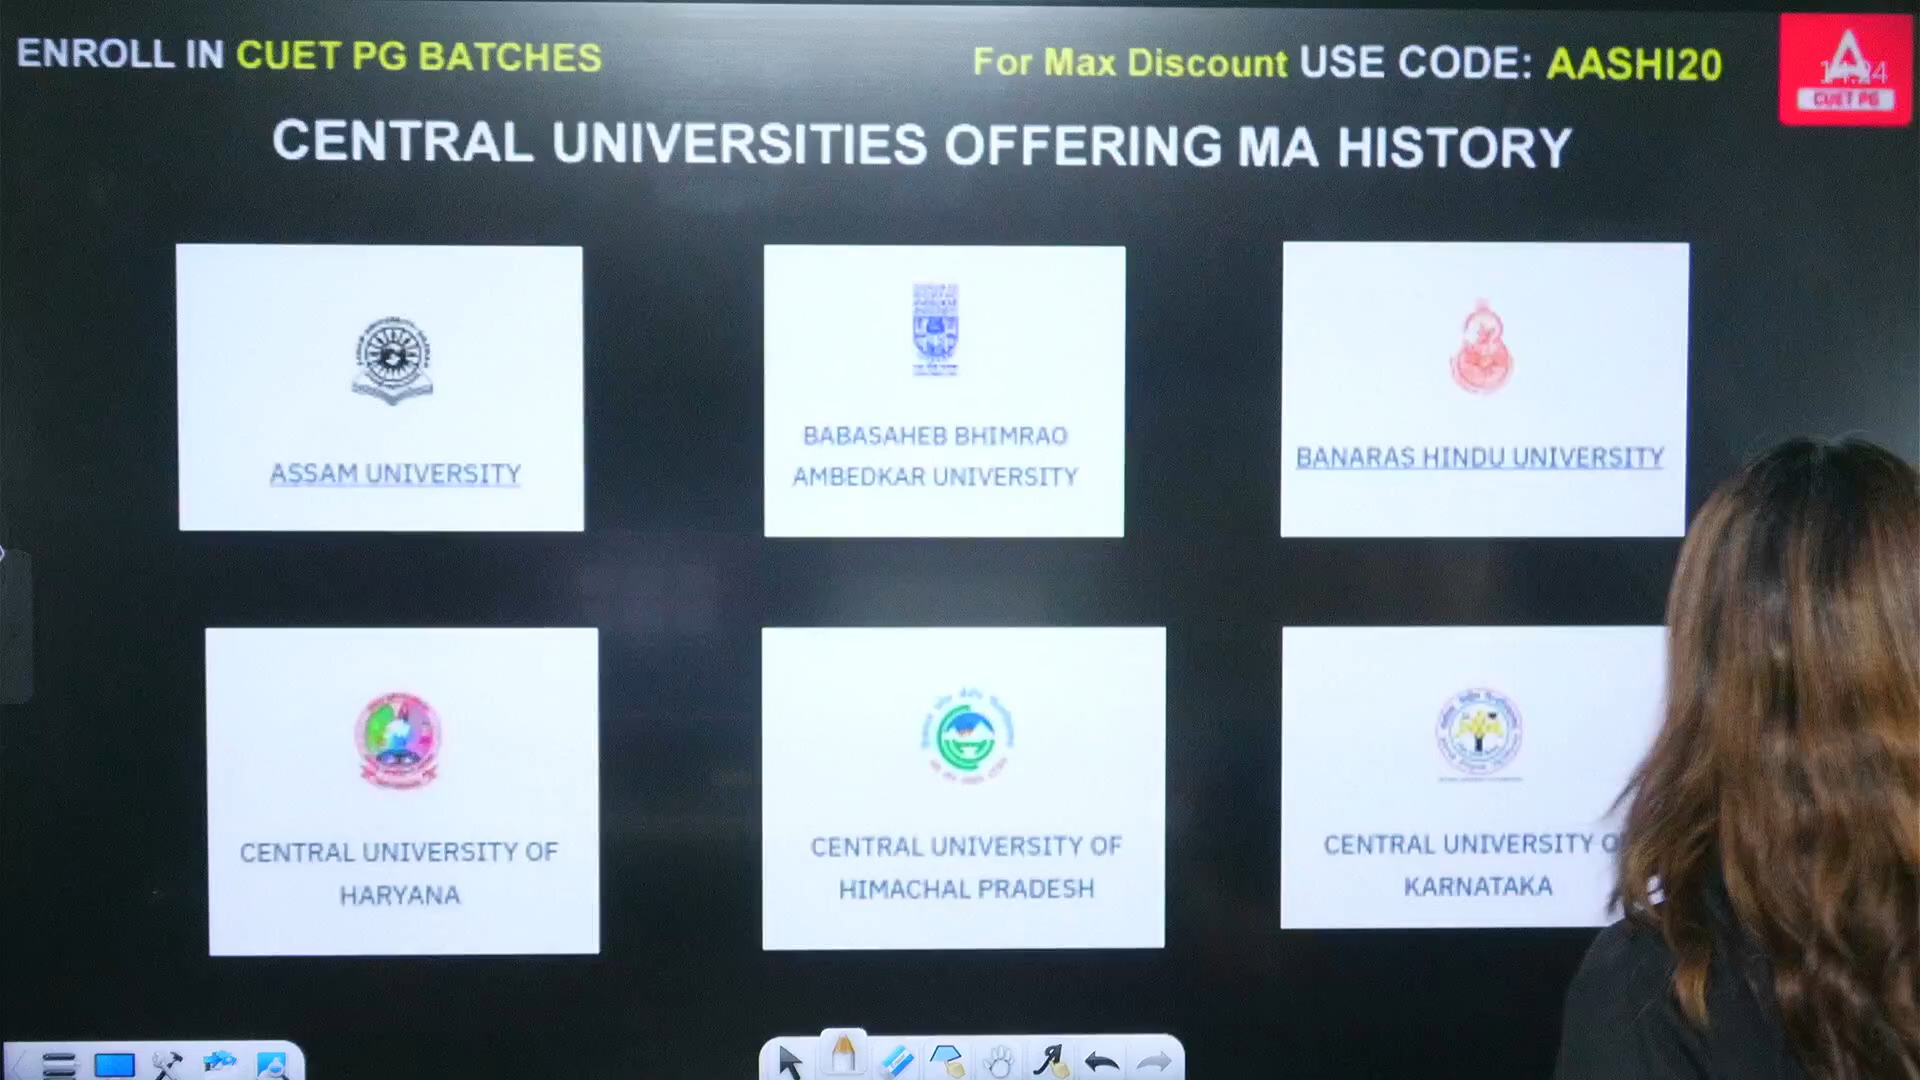 ENROLL IN CUET PG BATCHES
For Max Discount USE CODE: AASHI20
CUET PG
CENTRAL UNIVERSITIES OFFERING MA HISTORY
ASSAM UNIVERSITY
BABASAHEB BHIMRAO
AMBEDKAR UNIVERSITY
BANARAS HINDU UNIVERSITY
CENTRAL UNIVERSITY OF
HARYANA
CENTRAL UNIVERSITY OF
HIMACHAL PRADESH
CENTRAL UNIVERSITY
KARNATAKA